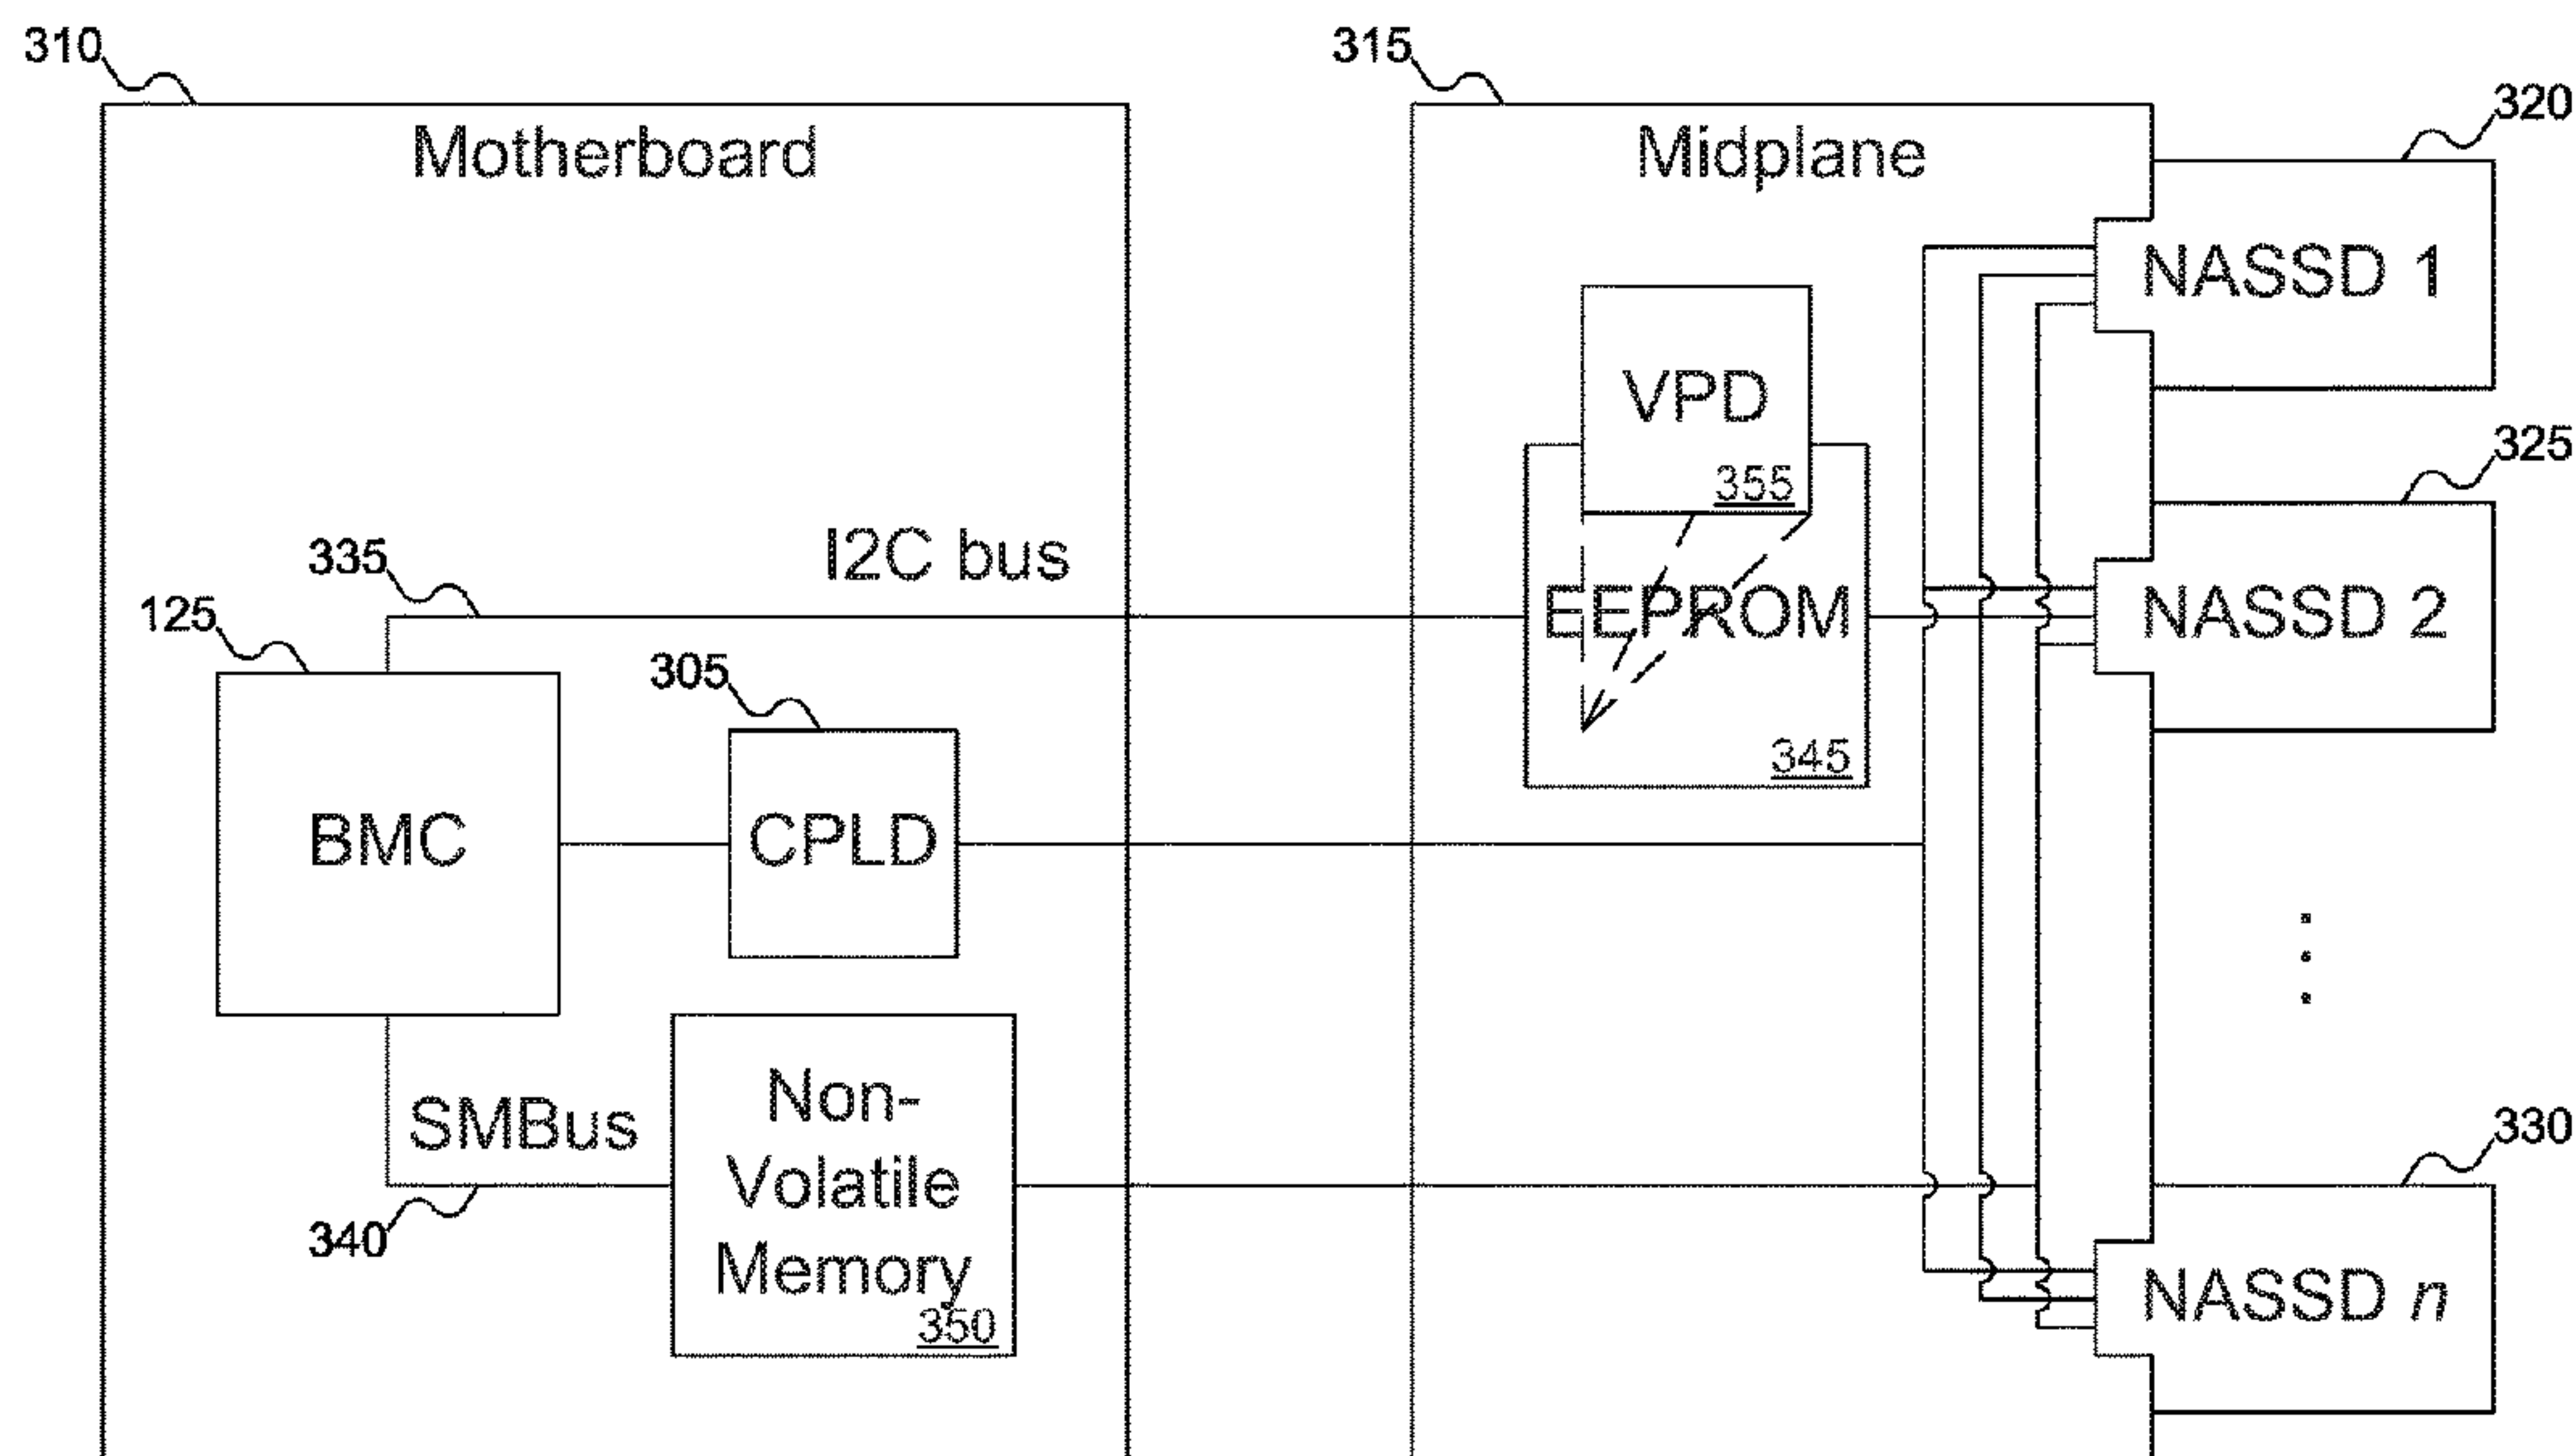 310
315
320
Motherboard
Midplane
NASSD 1
VPD
355
325
I2C bus
335
125
EEPROM
NASSD 2
305
345
BMC
CPLD
Non-
Volatile
Memory
350
SMBus
340
330
NASSD n